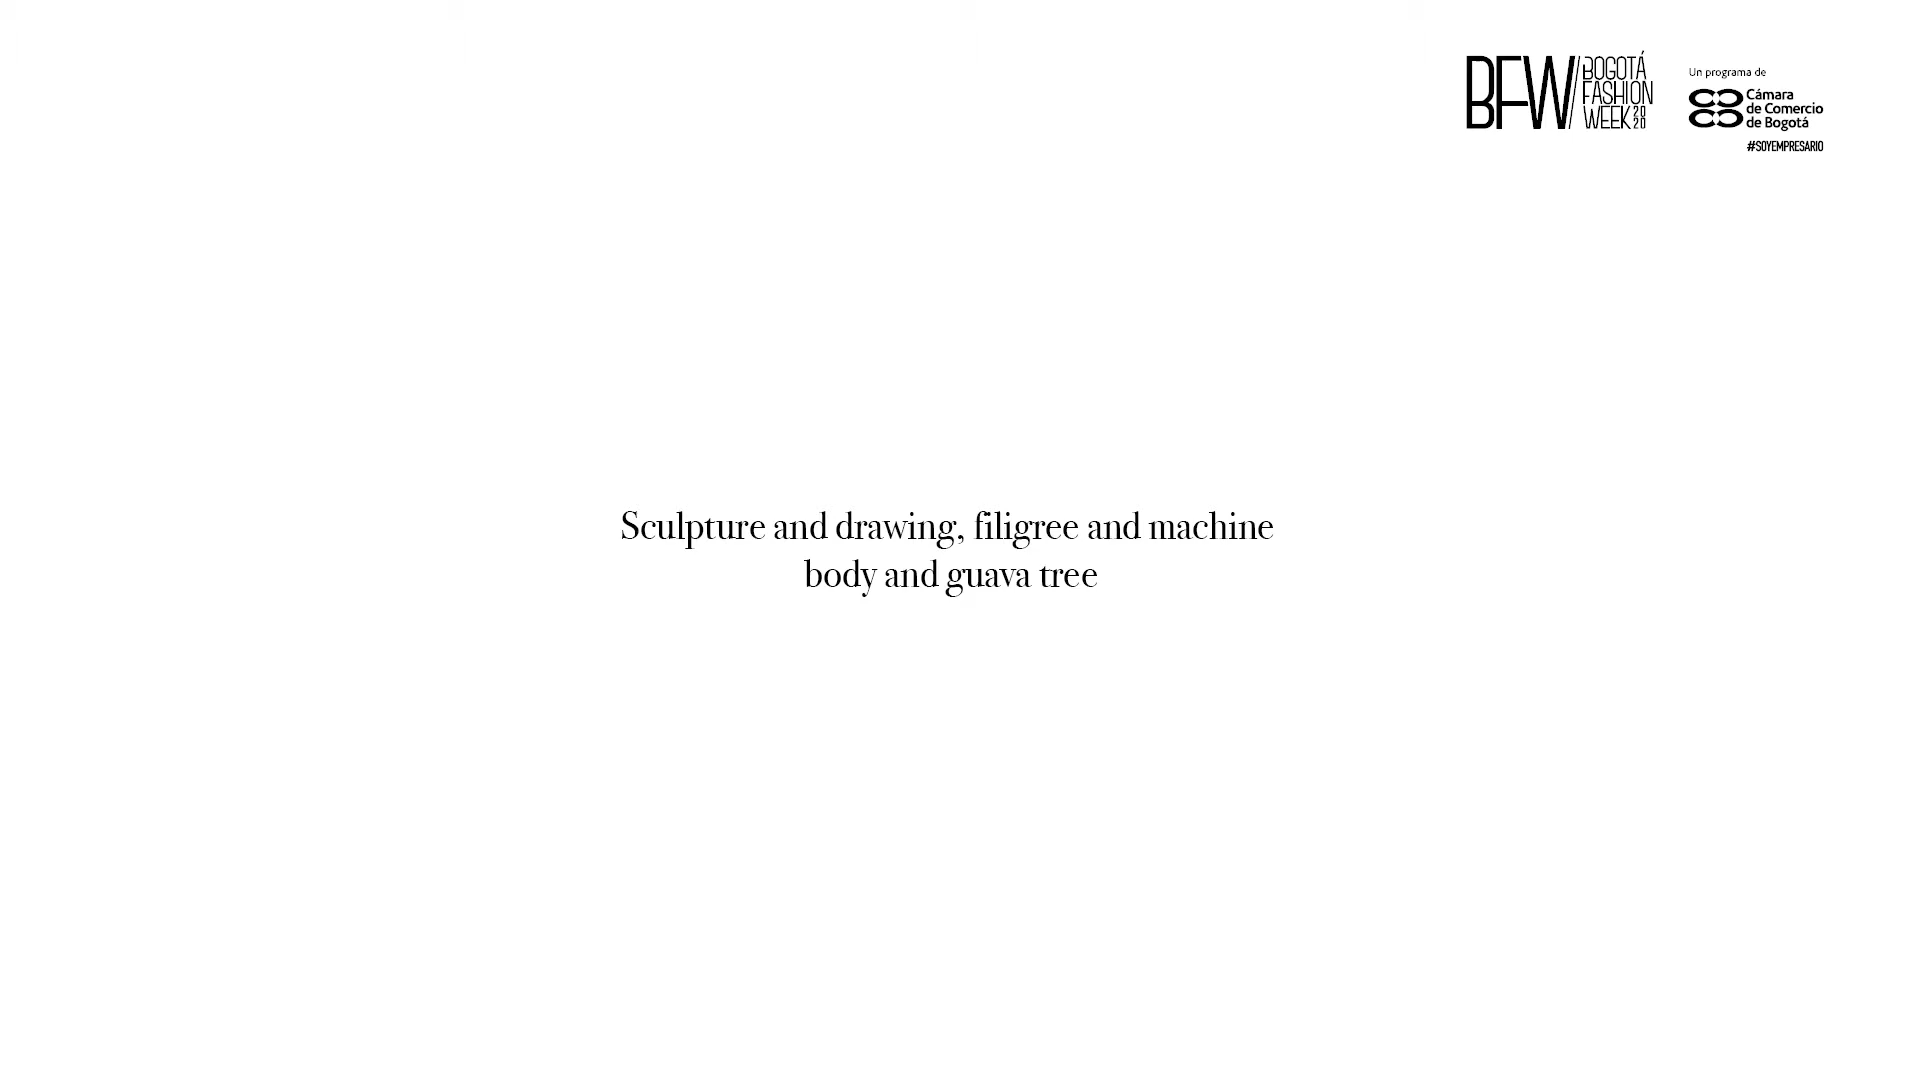 BFW/ BOGOTÁ
FASHION
WEEK 2020
Un programa de
Cámara
de Comercio
de Bogotá
#SOYEMPRESARIO
Sculpture and drawing, filigree and machine
body and guava tree